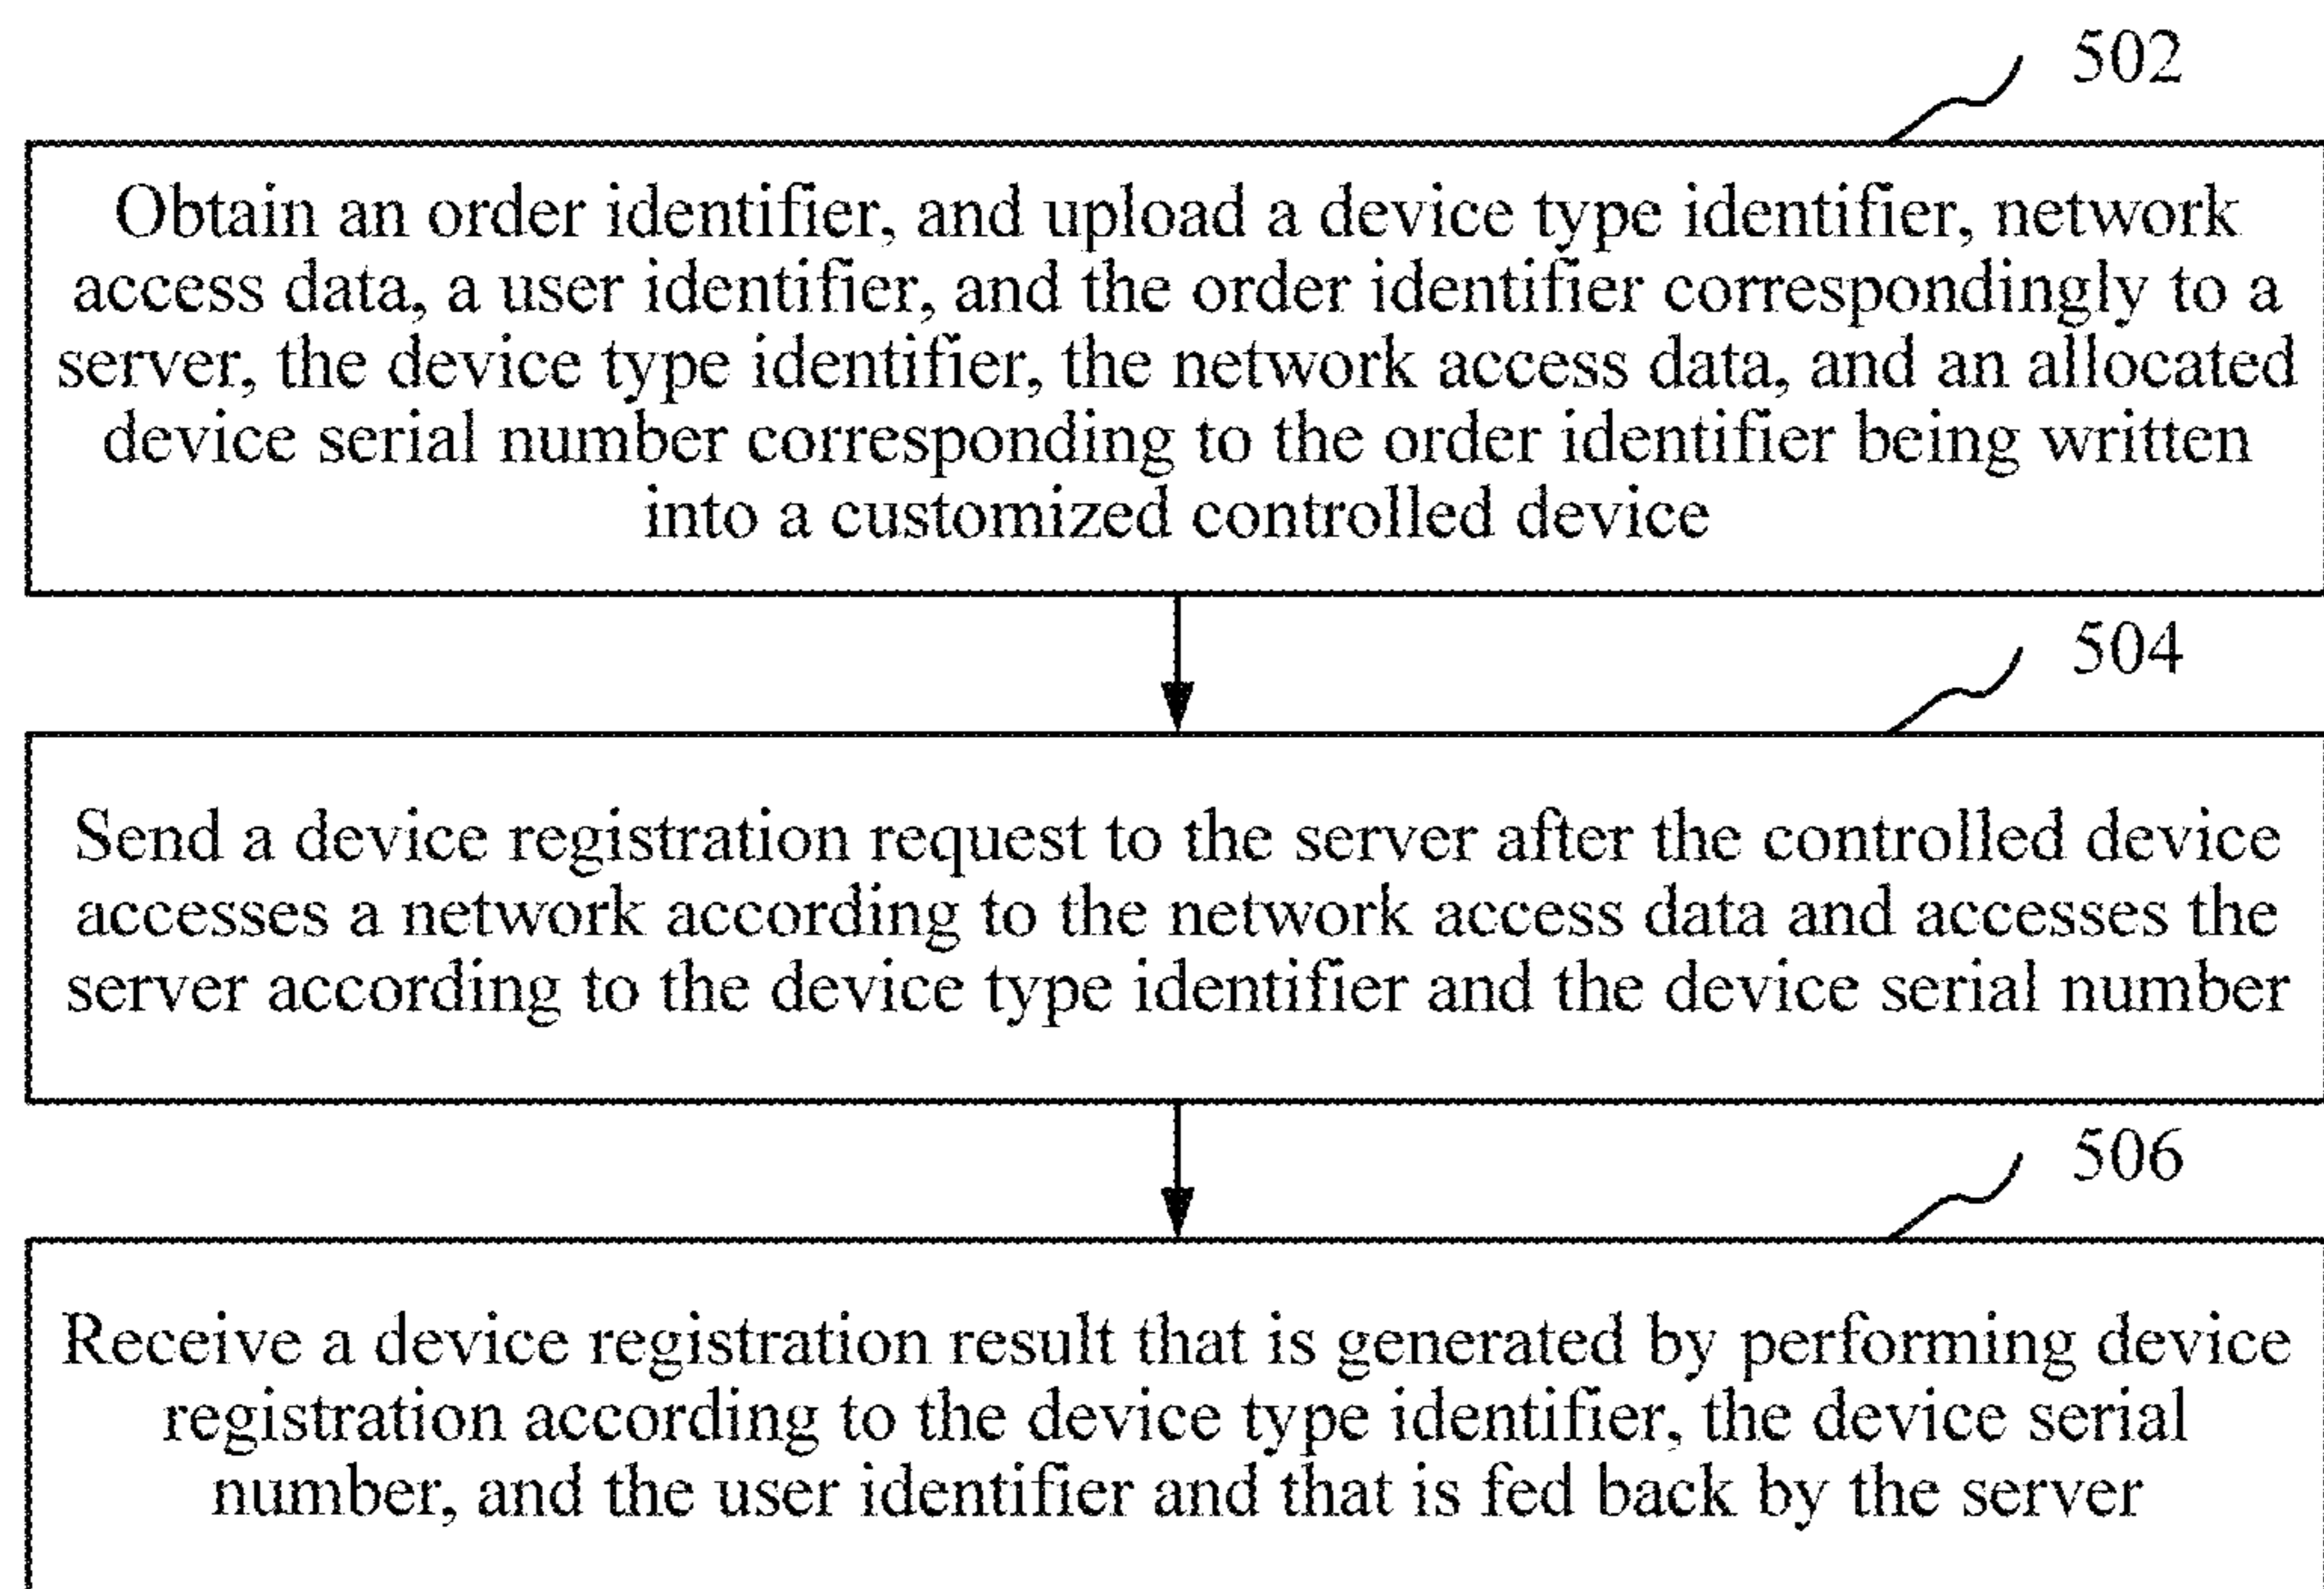 502
Obtain an order identifier, and upload a device type identifier, network
access data, a user identifier, and the order identifier correspondingly to a
server, the device type identifier, the network access data, and an allocated
device serial number corresponding to the order identifier being written
into a customized controlled device
504
Send a device registration request to the server after the controlled device
accesses a network according to the network access data and accesses the
server according to the device type identifier and the device serial number
506
Receive a device registration result that is generated by performing device
registration according to the device type identifier, the device serial
number, and the user identifier and that is fed back by the server